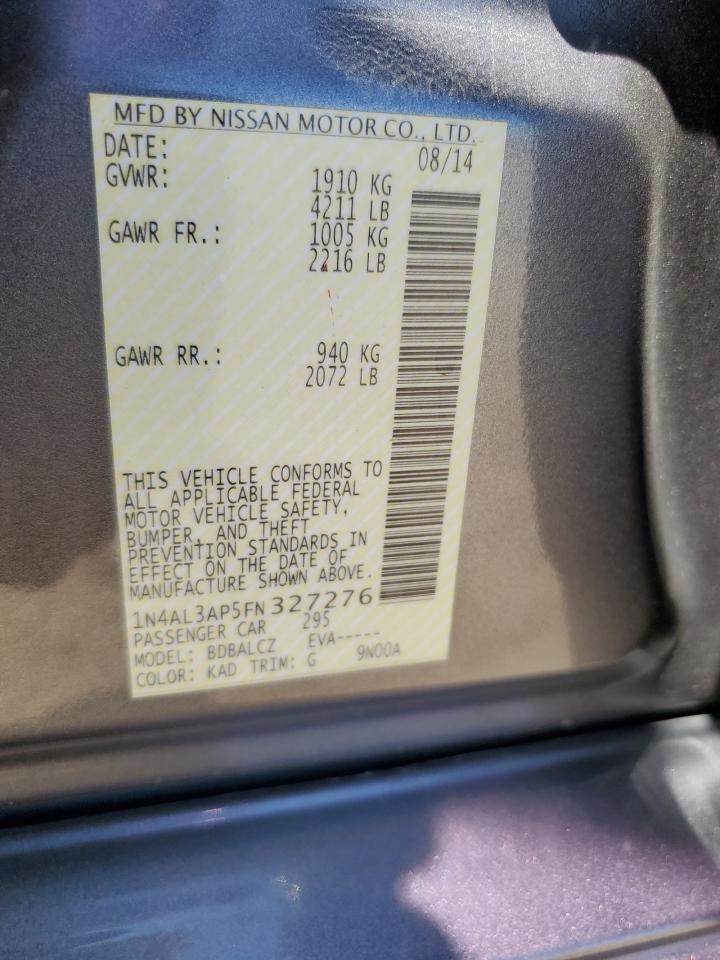 MFD BY NISSAN MOTOR CO., LTD.
DATE: 08/14
GVWR: 1910 KG
4211 LB
GAWR FR.: 1005 KG
2216 LB
GAWR RR.: 940 KG
2072 LB
THIS VEHICLE CONFORMS TO
ALL APPLICABLE FEDERAL
MOTOR VEHICLE SAFETY,
BUMPER, AND THEFT
PREVENTION STANDARDS IN
EFFECT ON THE DATE OF
MANUFACTURE SHOWN ABOVE.
1N4AL3AP5FN327276
PASSENGER CAR 295
MODEL: BDBALCZ EVA-----
COLOR: KAD TRIM: G 9N00A